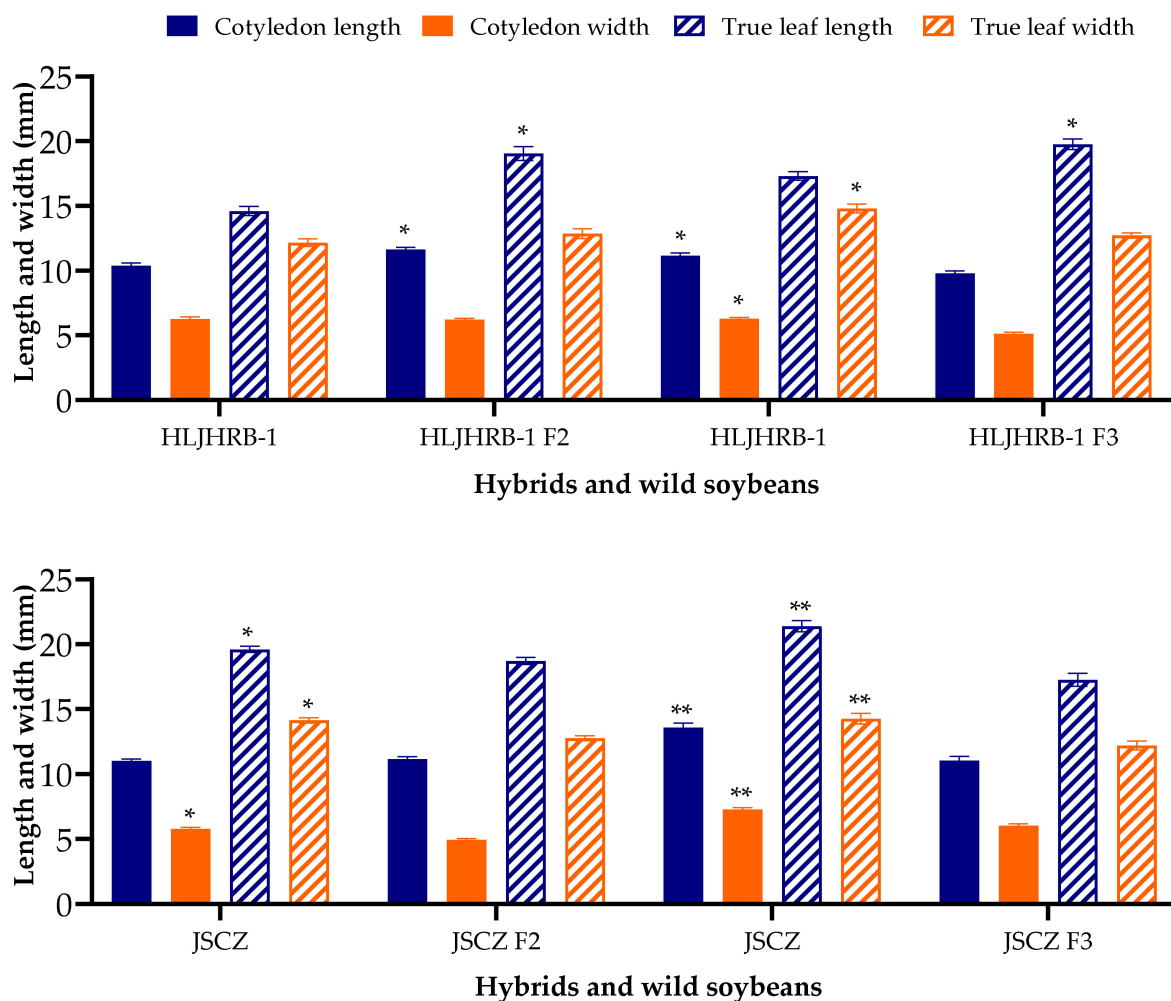 Cotyledon length Cotyledon width True leaf length True leaf width
Length and width (mm)
25
20
15
10
5
0
* * * * * * *
HLJHRB-1 HLJHRB-1 F2 HLJHRB-1 HLJHRB-1 F3
Hybrids and wild soybeans
Length and width (mm)
25
20
15
10
5
0
* * * ** ** ** **
JSCZ JSCZ F2 JSCZ JSCZ F3
Hybrids and wild soybeans